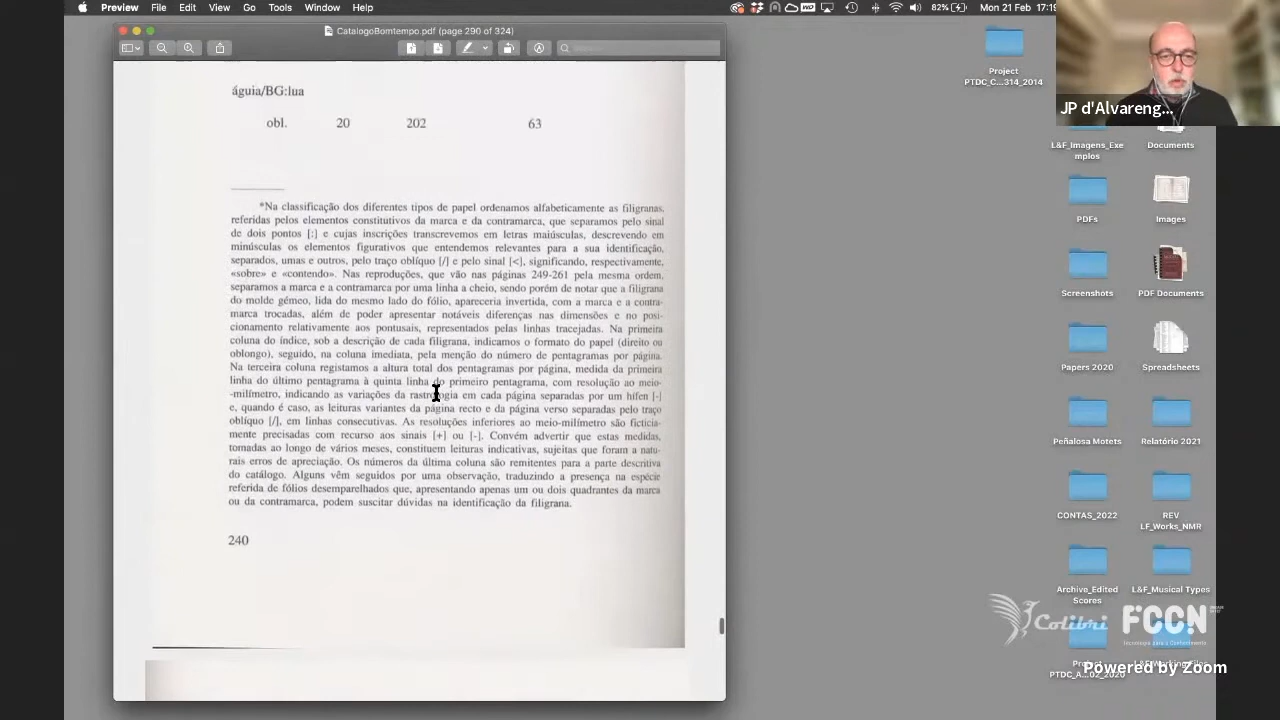 Preview File Edit View Go Tools Window Help
82% Mon 21 Feb 17:19
CatalogoBomtempo.pdf (page 290 of 324)
águia/BG:lua
obl. 20 202 63
*Na classificação dos diferentes tipos de papel ordenamos alfabeticamente as filigranas,
referidas pelos elementos constitutivos da marca e da contramarca, que separamos pelo sinal
de dois pontos [:] e cujas inscrições transcrevemos em letras maiúsculas, descrevendo em
minúsculas os elementos figurativos que entendemos relevantes para a sua identificação,
separados, umas e outros, pelo traço oblíquo [/] e pelo sinal [<], significando, respectivamente,
«sobre» e «contendo». Nas reproduções, que vão nas páginas 249-261 pela mesma ordem,
separamos a marca e a contramarca por uma linha a cheio, sendo porém de notar que a filigrana
do molde gémeo, lida do mesmo lado do fólio, apareceria invertida, com a marca e a contra-
marca trocadas, além de poder apresentar notáveis diferenças nas dimensões e no posi-
cionamento relativamente aos pontusais, representados pelas linhas tracejadas. Na primeira
coluna do índice, sob a descrição de cada filigrana, indicamos o formato do papel (direito ou
oblongo), seguido, na coluna imediata, pela menção do número de pentagramas por página.
Na terceira coluna registamos a altura total dos pentagramas por página, medida da primeira
linha do último pentagrama à quinta linha do primeiro pentagrama, com resolução ao meio-
-milímetro, indicando as variações da rastrologia em cada página separadas por um hífen [-]
e, quando é caso, as leituras variantes da página recto e da página verso separadas pelo traço
oblíquo [/], em linhas consecutivas. As resoluções inferiores ao meio-milímetro são ficticia-
mente precisadas com recurso aos sinais [+] ou [-]. Convém advertir que estas medidas,
tomadas ao longo de vários meses, constituem leituras indicativas, sujeitas que foram a natu-
rais erros de apreciação. Os números da última coluna são remitentes para a parte descritiva
do catálogo. Alguns vêm seguidos por uma observação, traduzindo a presença na espécie
referida de fólios desemparelhados que, apresentando apenas um ou dois quadrantes da marca
ou da contramarca, podem suscitar dúvidas na identificação da filigrana.
240
JP d'Alvareng...
Project
PTDC_C...314_2014
L&F_Imagens_Exe
mplos
Documents
PDFs
Images
Screenshots
PDF Documents
Papers 2020
Spreadsheets
Peñalosa Motets
Relatório 2021
CONTAS_2022
REV
LF_Works_NMR
Archive_Edited
Scores
L&F_Musical Types
Colibri
FCCN
Powered by Zoom